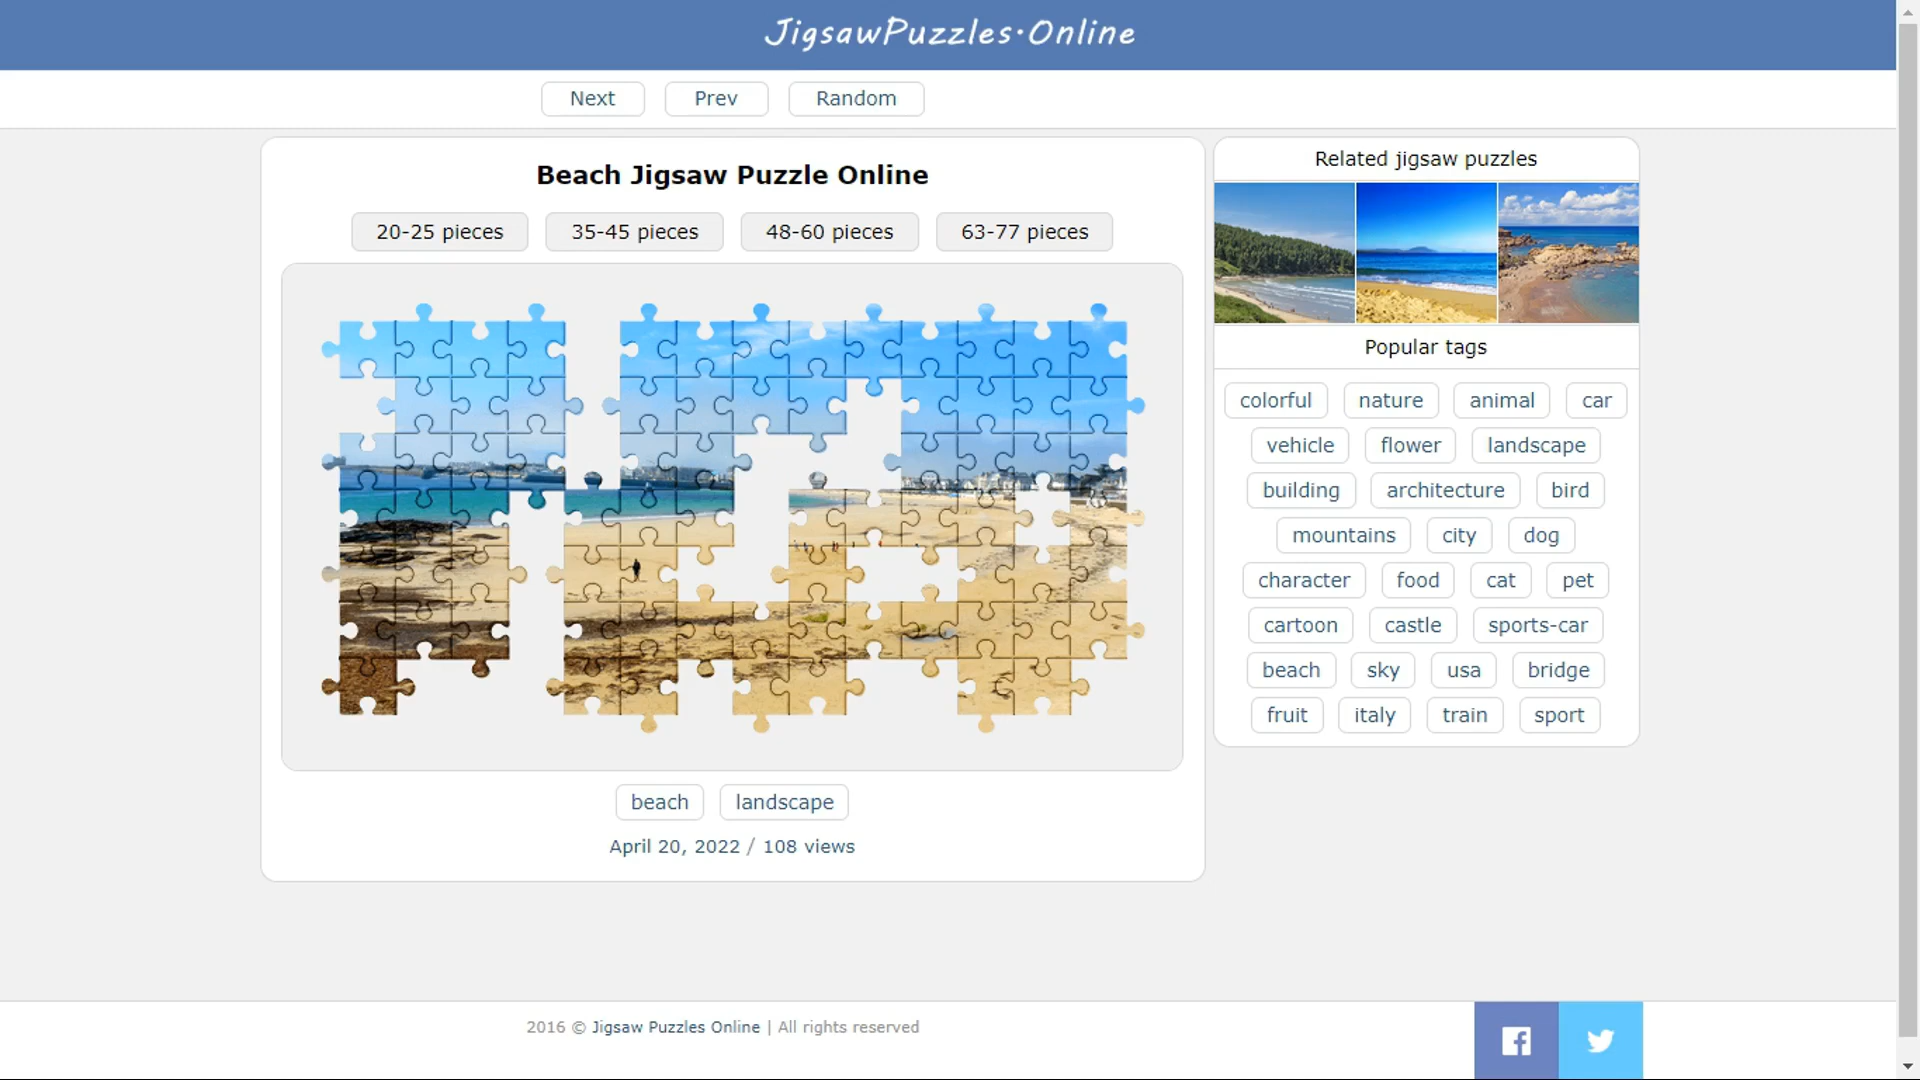 JigsawPuzzles·Online
Next Prev Random
Beach Jigsaw Puzzle Online
20-25 pieces 35-45 pieces 48-60 pieces 63-77 pieces
beach landscape
April 20, 2022 / 108 views
Related jigsaw puzzles
Popular tags
colorful nature animal car
vehicle flower landscape
building architecture bird
mountains city dog
character food cat pet
cartoon castle sports-car
beach sky usa bridge
fruit italy train sport
2016 © Jigsaw Puzzles Online | All rights reserved